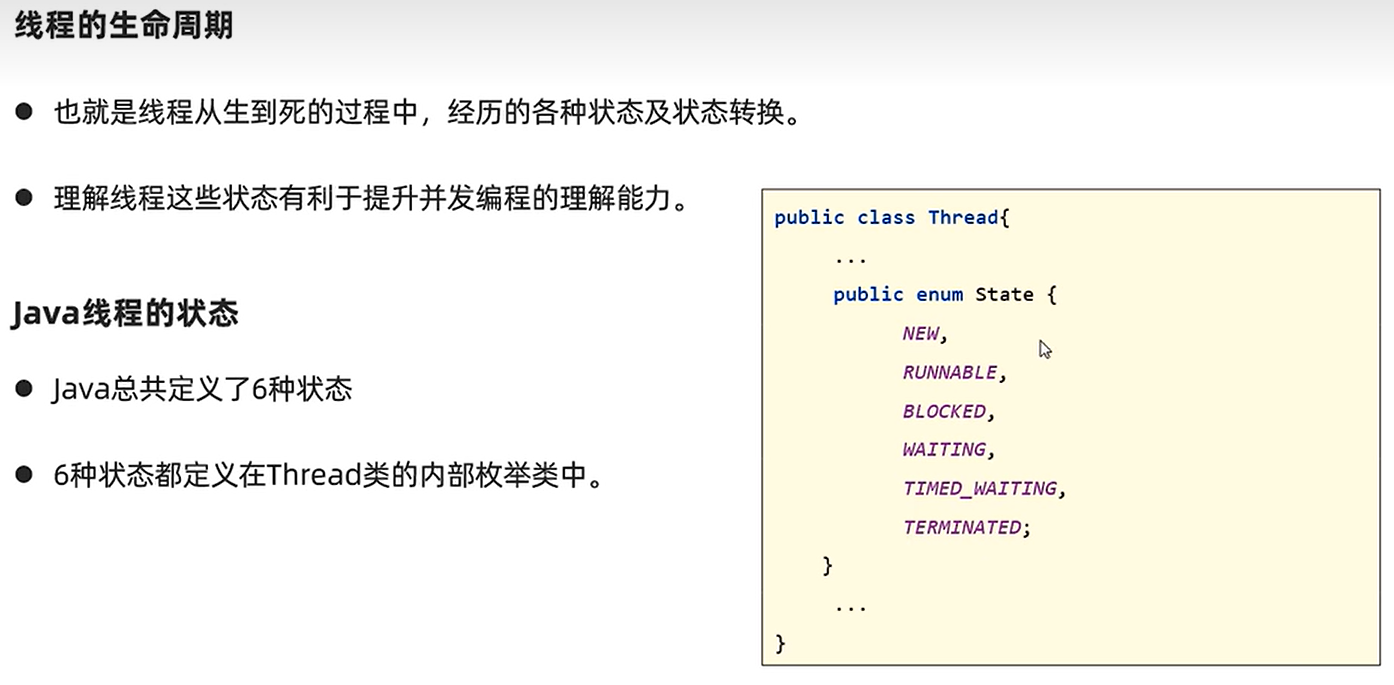 线程的生命周期
● 也就是线程从生到死的过程中，经历的各种状态及状态转换。
● 理解线程这些状态有利于提升并发编程的理解能力。
Java线程的状态
● Java总共定义了6种状态
● 6种状态都定义在Thread类的内部枚举类中。
public class Thread{
...
public enum State {
NEW,
RUNNABLE,
BLOCKED,
WAITING,
TIMED_WAITING,
TERMINATED;
}
...
}